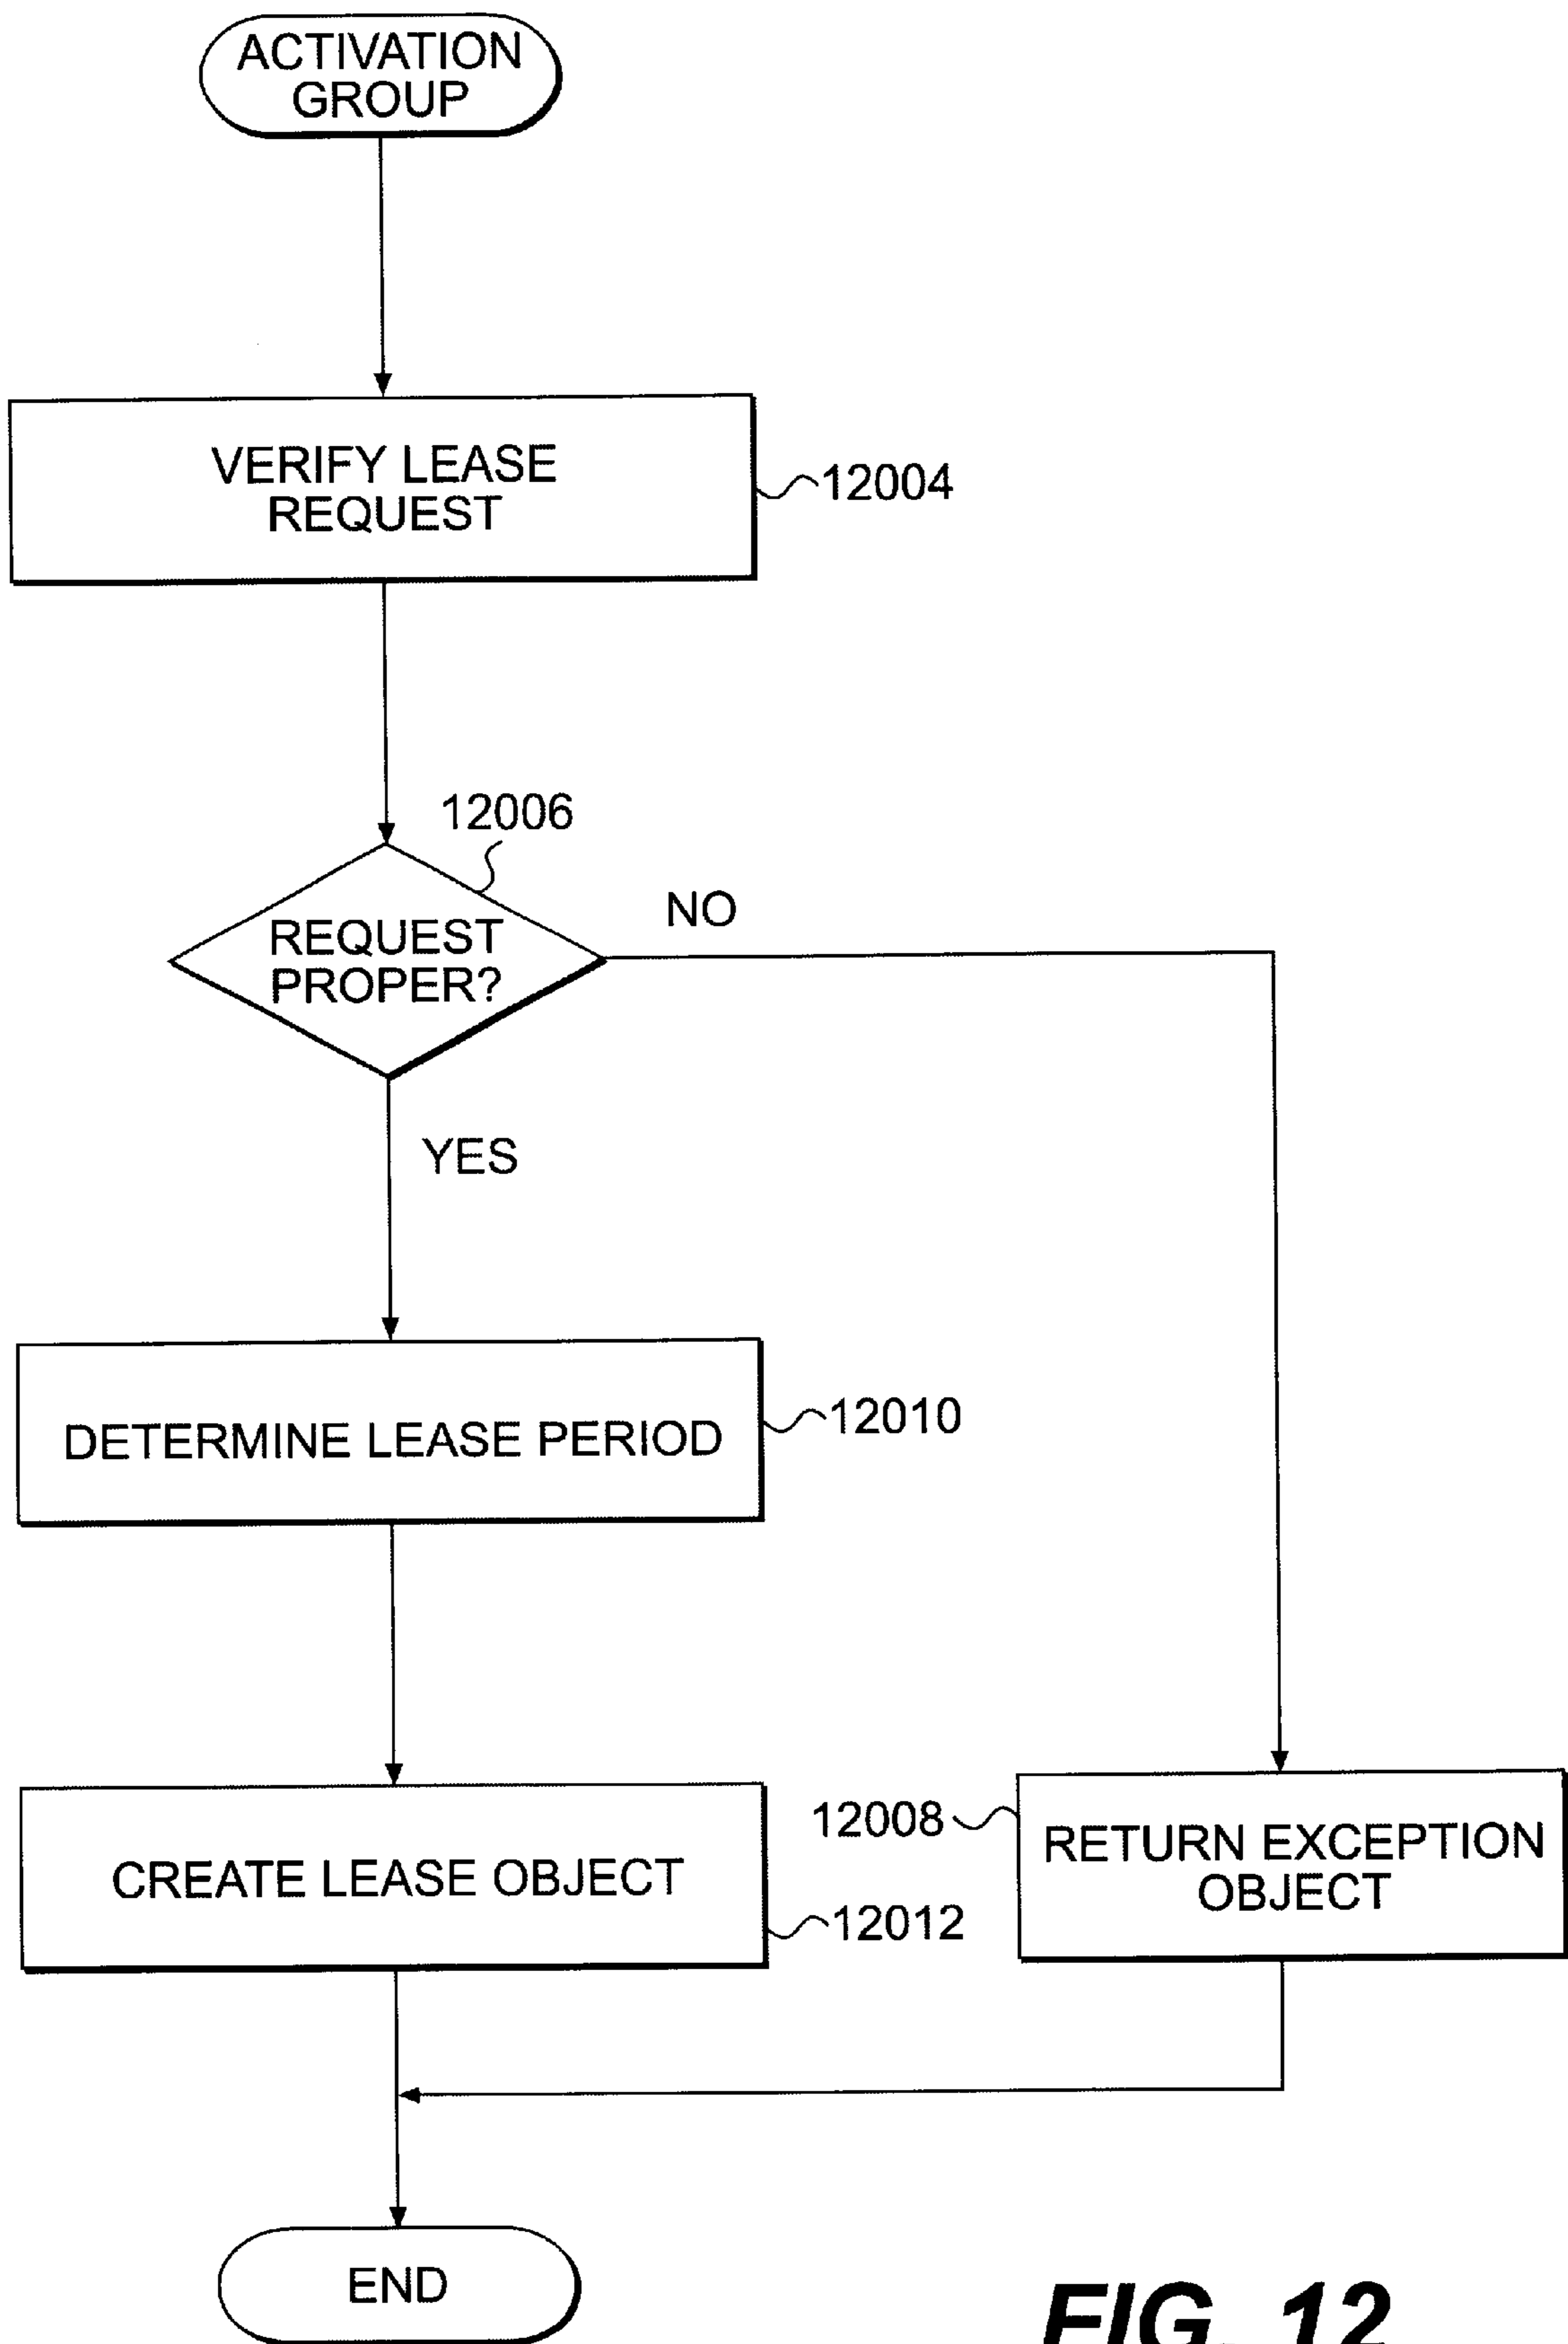 ACTIVATION
GROUP
VERIFY LEASE
REQUEST
12004
12006
REQUEST
PROPER?
NO
YES
DETERMINE LEASE PERIOD
12010
CREATE LEASE OBJECT
12012
12008
RETURN EXCEPTION
OBJECT
END
FIG. 12